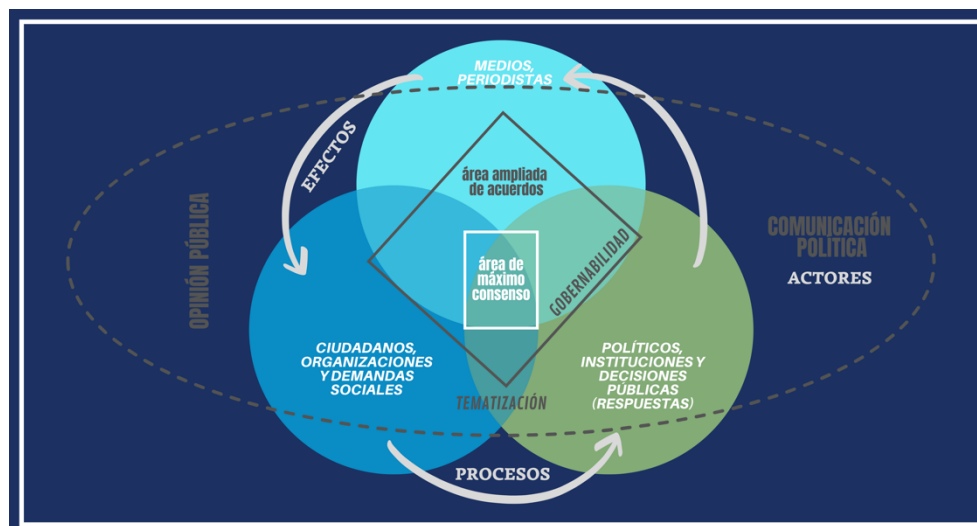 MEDIOS,
PERIODISTAS
EFECTOS
área ampliada
de acuerdos
OPINIÓN PÚBLICA
COMUNICACIÓN
POLÍTICA
ACTORES
GOBERNABILIDAD
área de
máximo
consenso
CIUDADANOS,
ORGANIZACIONES
Y DEMANDAS
SOCIALES
POLÍTICOS,
INSTITUCIONES Y
DECISIONES
PÚBLICAS
(RESPUESTAS)
TEMATIZACIÓN
PROCESOS